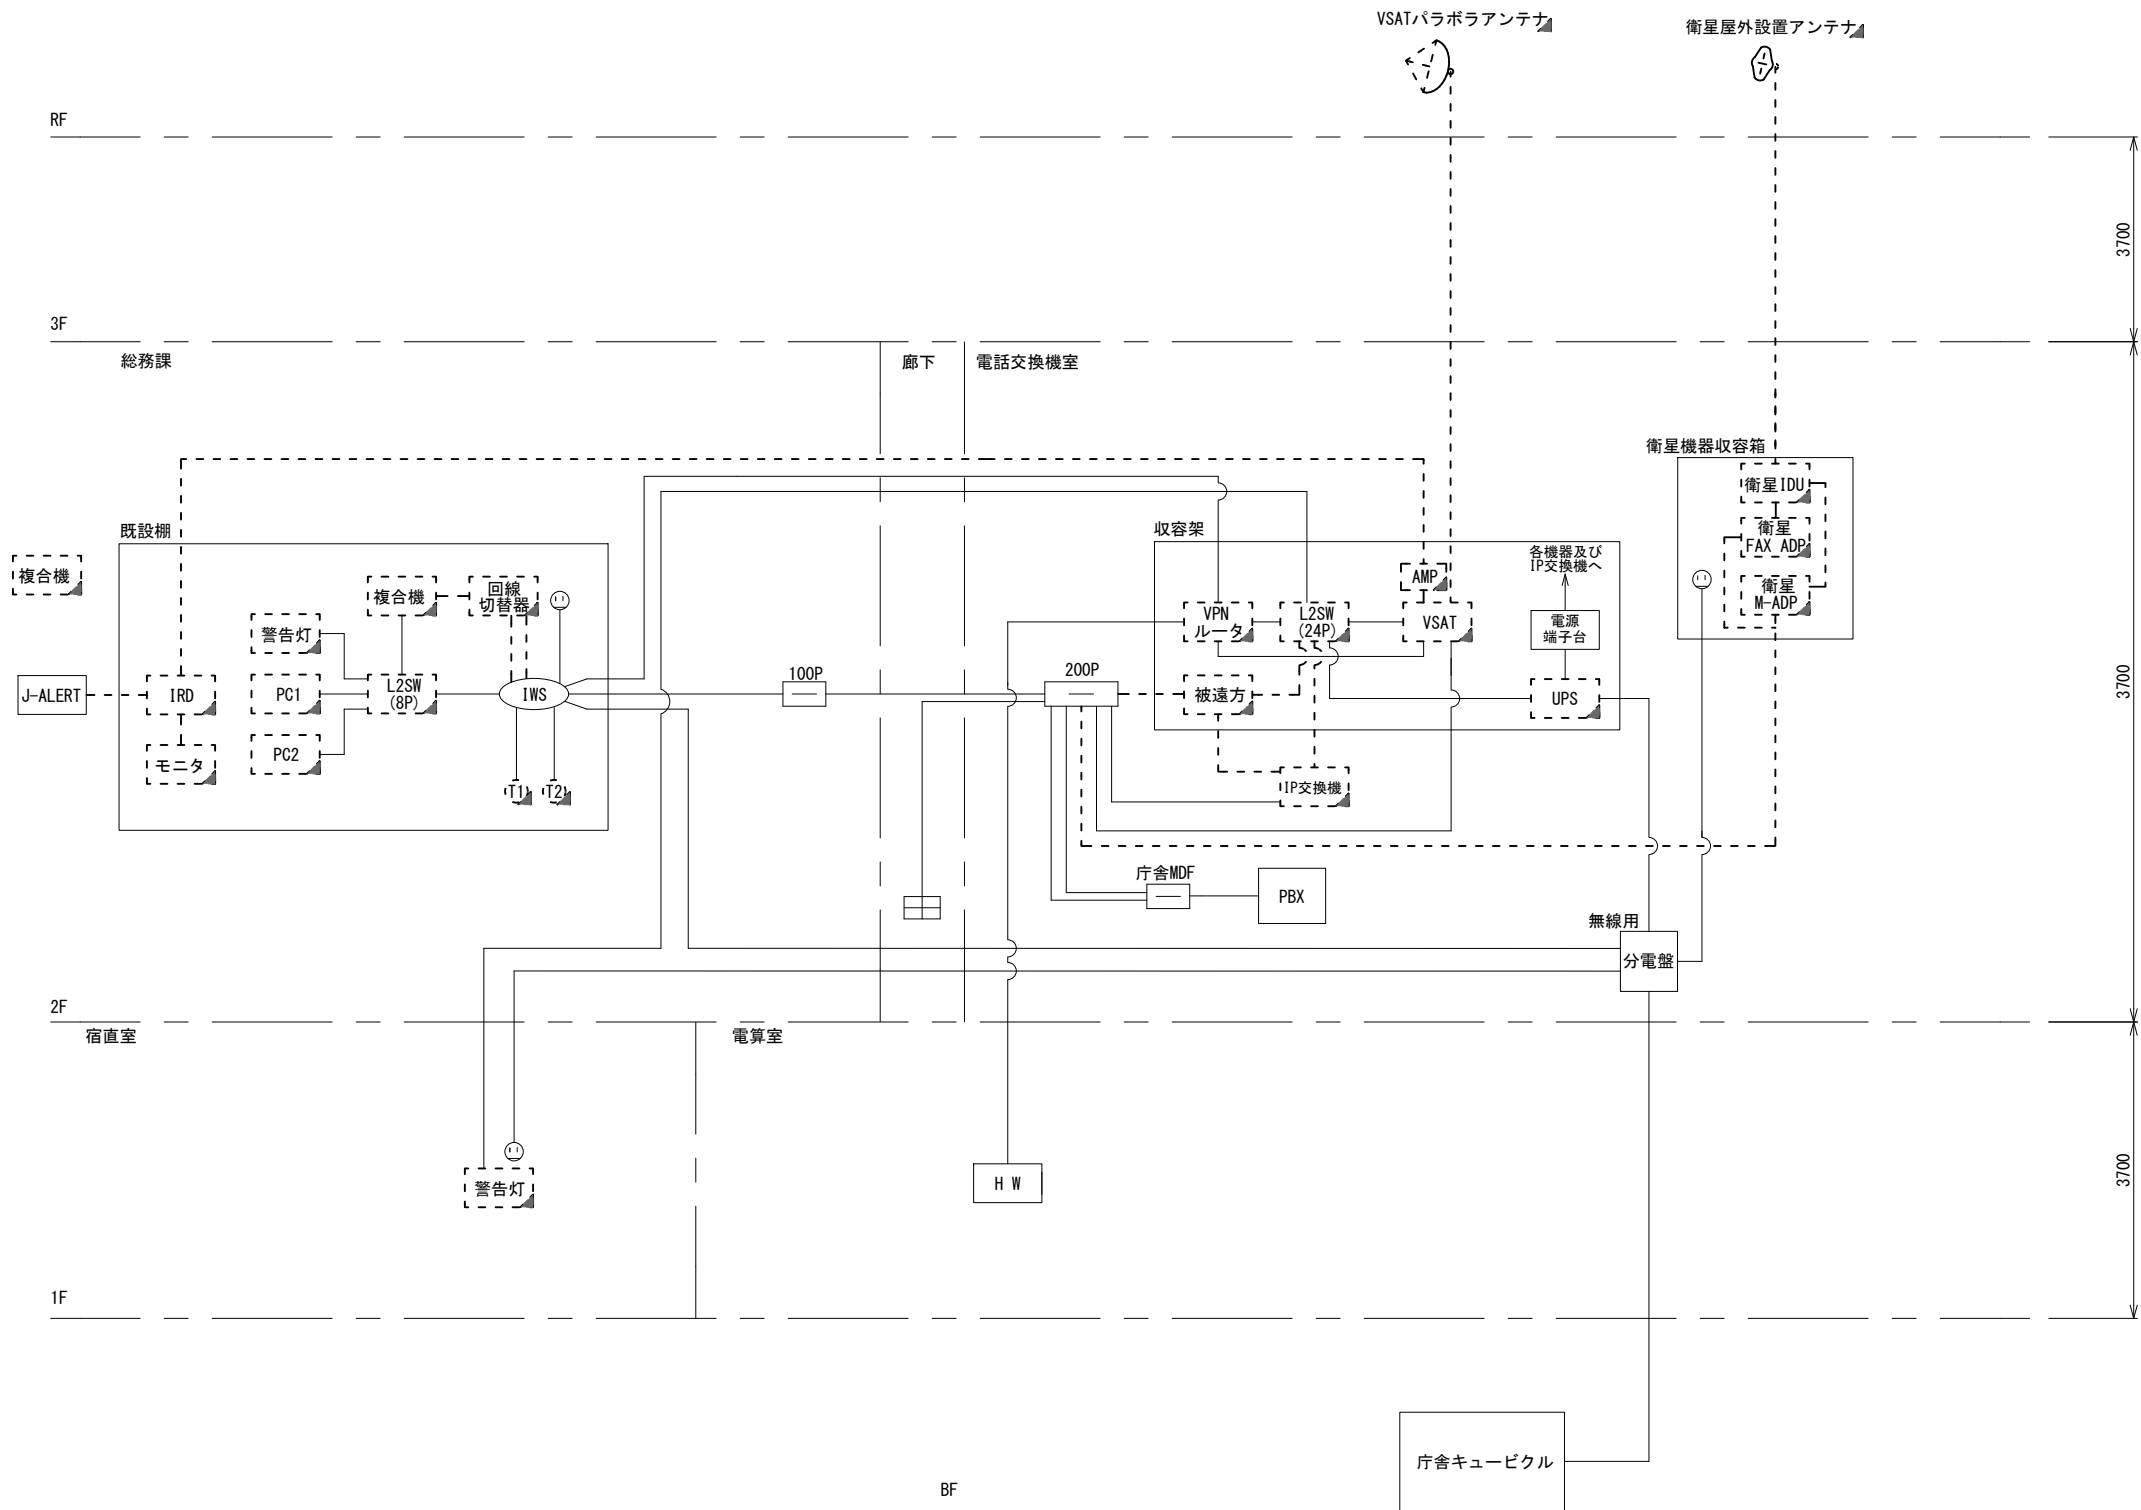 VSATパラボラアンテナ
衛星屋外設置アンテナ
RF
3700
3F
総務課
廊下
電話交換機室
衛星機器収容箱
衛星IDU
衛星
FAX ADP
衛星
M-ADP
既設棚
複合機
複合機
回線
切替器
警告灯
J-ALERT
IRD
PC1
L2SW
(8P)
IWS
モニタ
PC2
T1
T2
100P
200P
収容架
各機器及び
IP交換機へ
AMP
VPN
ルータ
L2SW
(24P)
VSAT
電源
端子台
被遠方
UPS
IP交換機
3700
庁舎MDF
PBX
無線用
分電盤
2F
宿直室
電算室
警告灯
H W
3700
1F
庁舎キュービクル
BF